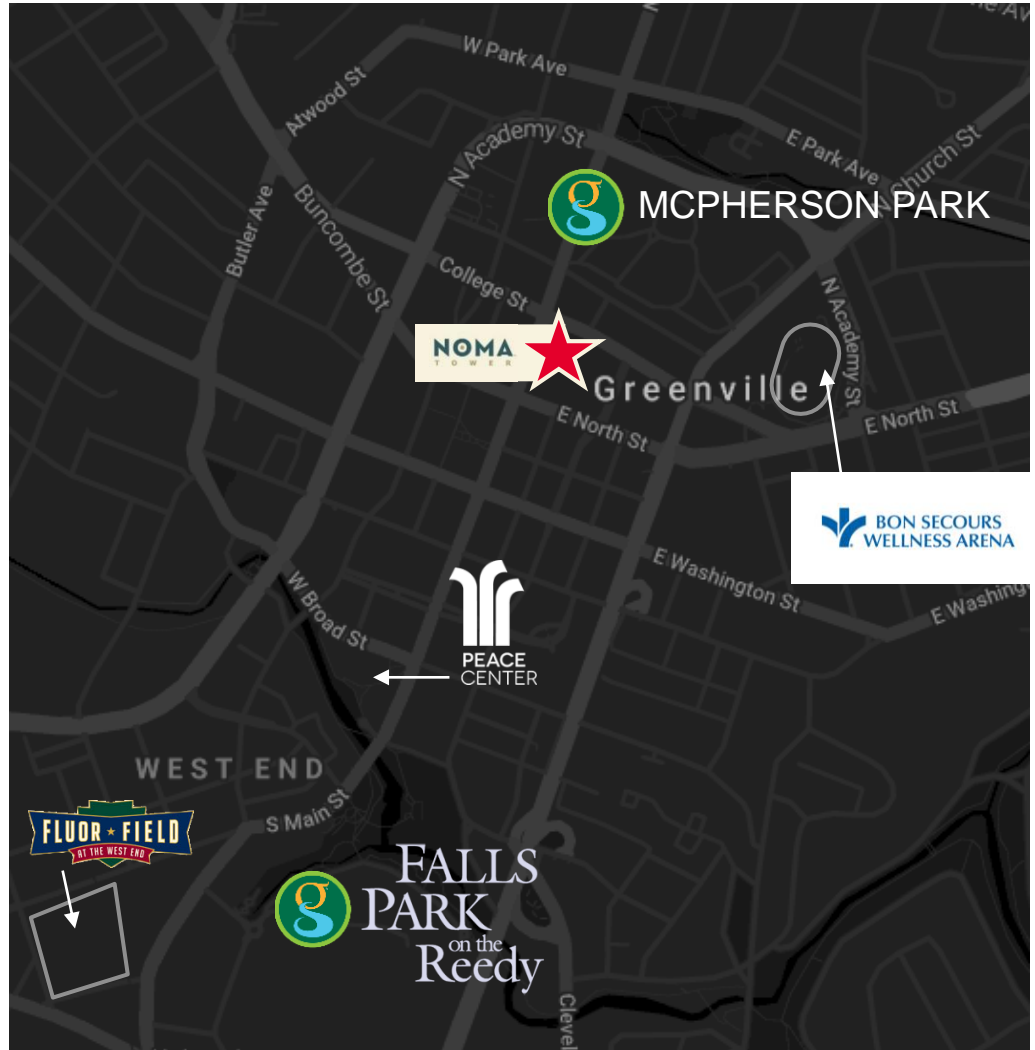 W Park Ave
Atwood St
N Academy St
E Park Ave
N Church St
MCPHERSON PARK
Butler Ave
Buncombe St
College St
N Academy St
NOMA
TOWER
Greenville
E North St
E North St
BON SECOURS
WELLNESS ARENA
E Washington St
E Washing
W Broad St
PEACE
CENTER
WEST END
S Main St
FLUOR ★ FIELD
AT THE WEST END
FALLS
PARK
on the
Reedy
Clevel